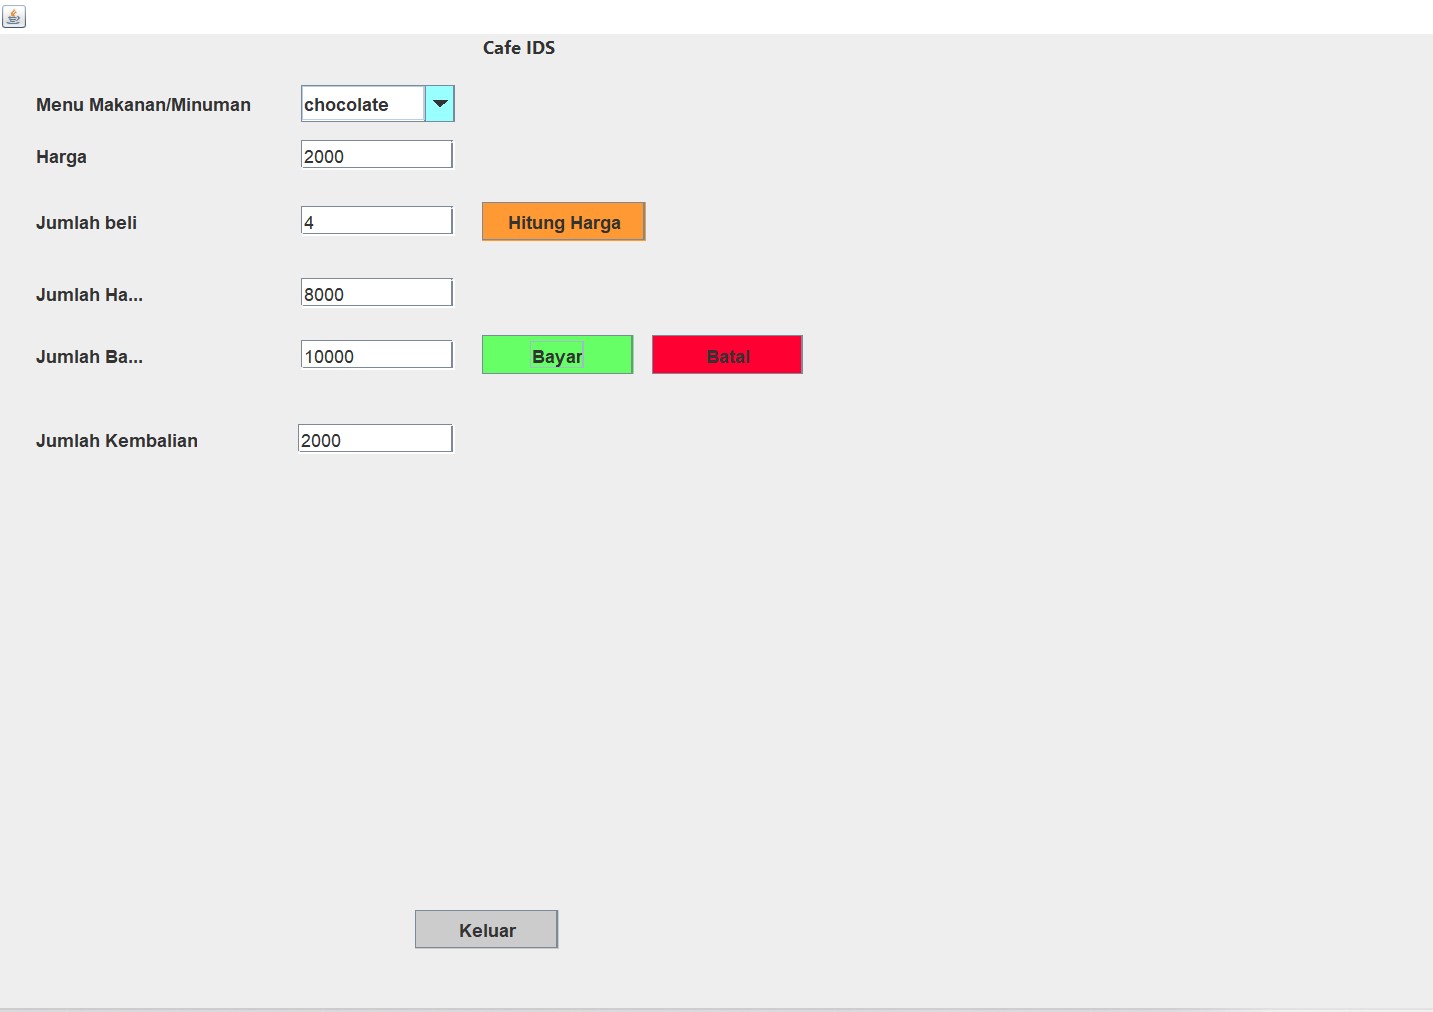 Cafe IDS
Menu Makanan/Minuman chocolate
Harga 2000
Jumlah beli 4 Hitung Harga
Jumlah Ha... 8000
Jumlah Ba... 10000 Bayar Batal
Jumlah Kembalian 2000
Keluar